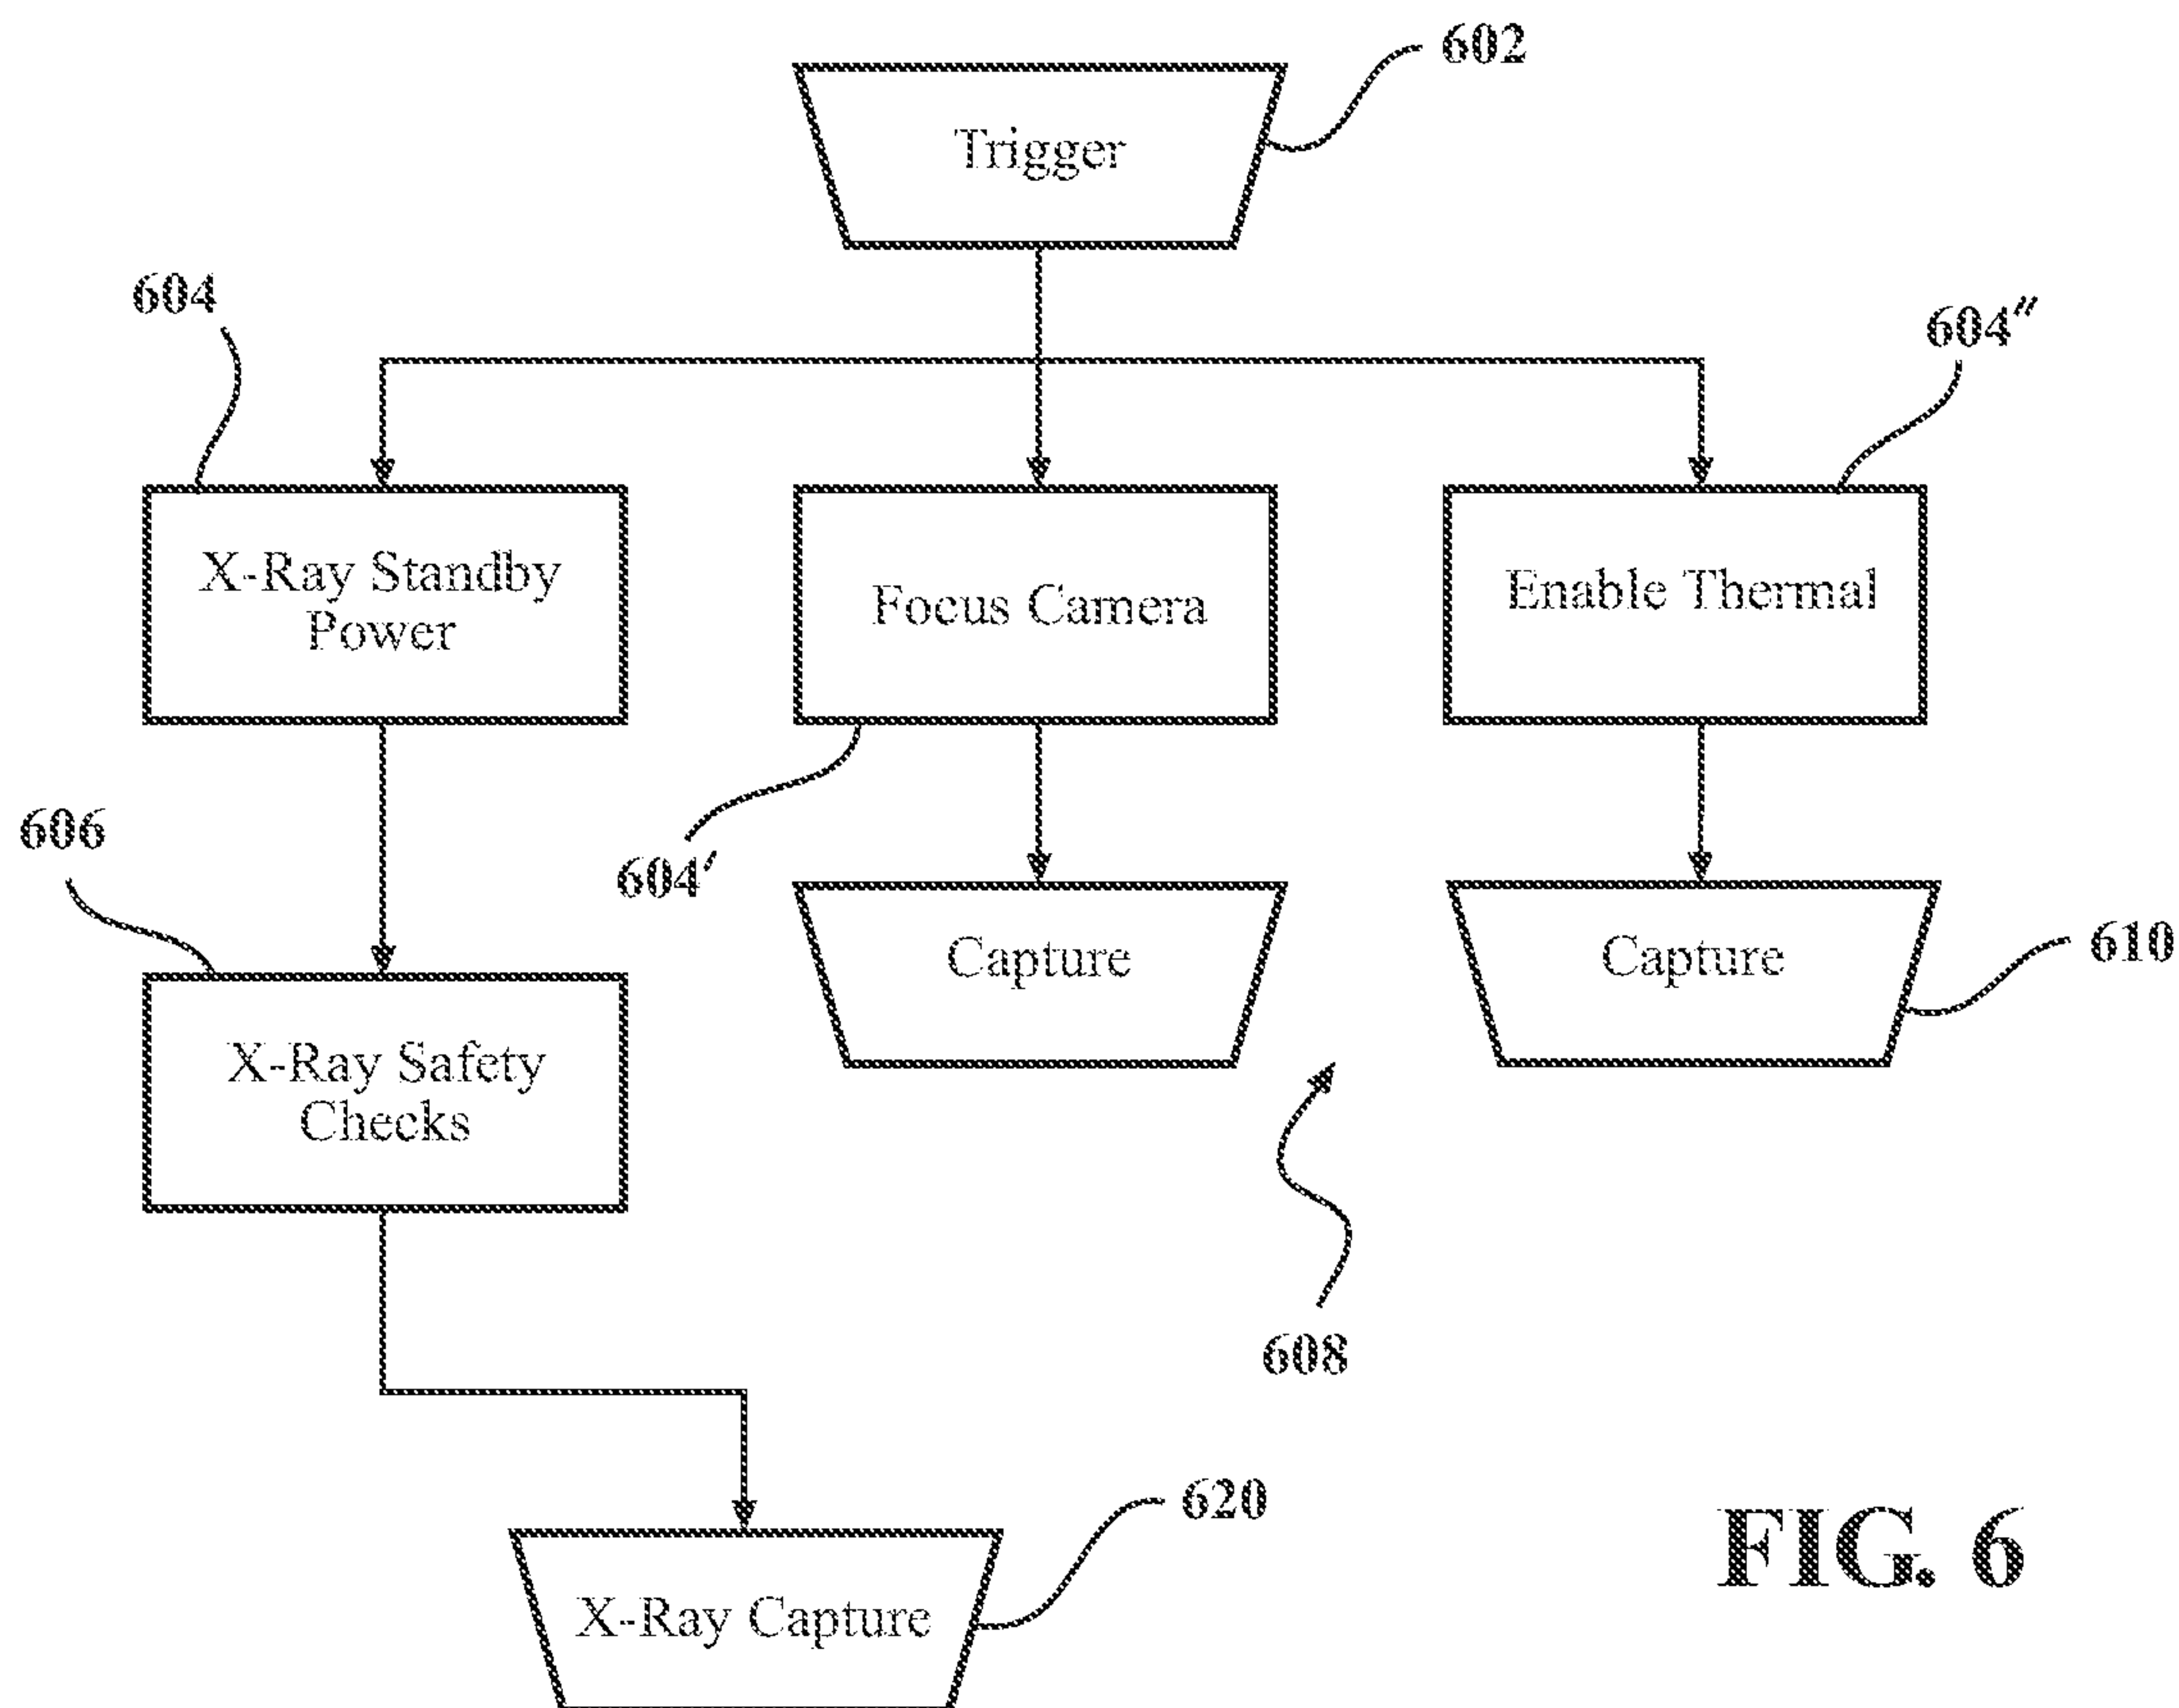 602
Trigger
604
604″
X-Ray Standby
Power
Focus Camera
Enable Thermal
606
604′
Capture
Capture
610
X-Ray Safety
Checks
608
620
X-Ray Capture
FIG. 6